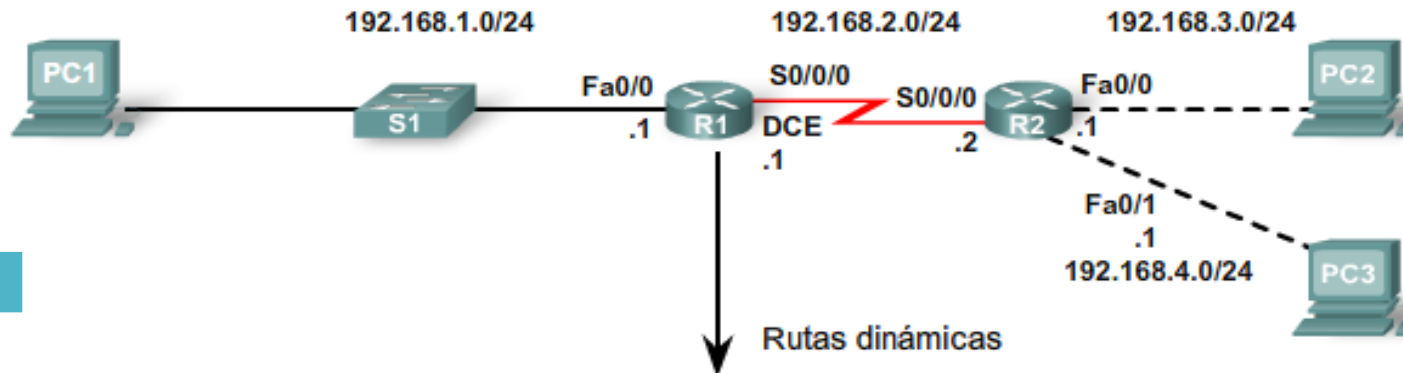 192.168.1.0/24
192.168.2.0/24
192.168.3.0/24
PC1
S1
Fa0/0
.1
R1
S0/0/0
DCE
.1
S0/0/0
.2
R2
Fa0/0
.1
PC2
Fa0/1
.1
192.168.4.0/24
PC3
Rutas dinámicas